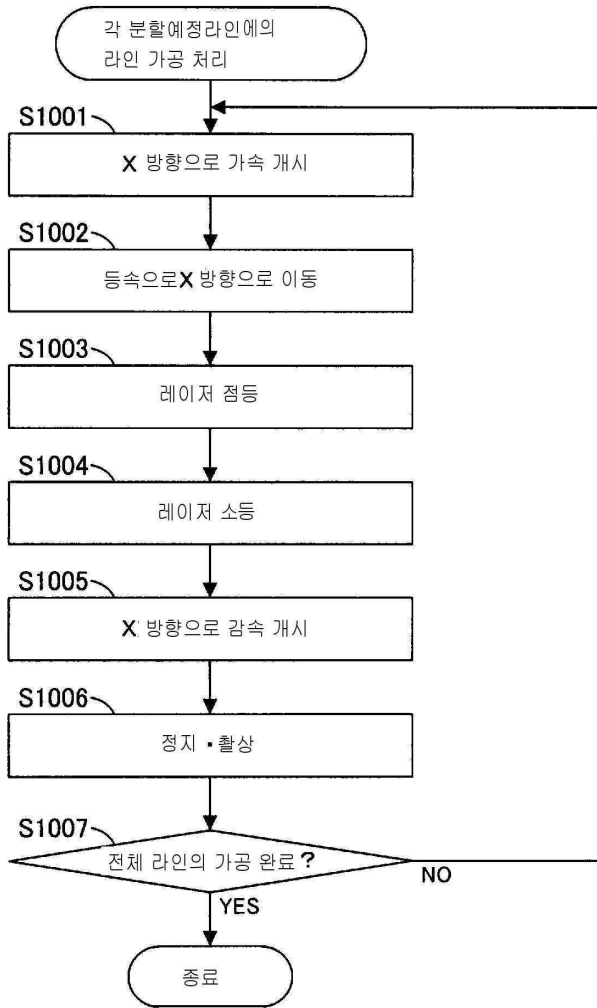 각 분할예정라인에의
라인 가공 처리
S1001
X 방향으로 가속 개시
S1002
등속으로X 방향으로 이동
S1003
레이저 점등
S1004
레이저 소등
S1005
X 방향으로 감속 개시
S1006
정지 · 촬상
S1007
전체 라인의 가공 완료?
NO
YES
종료